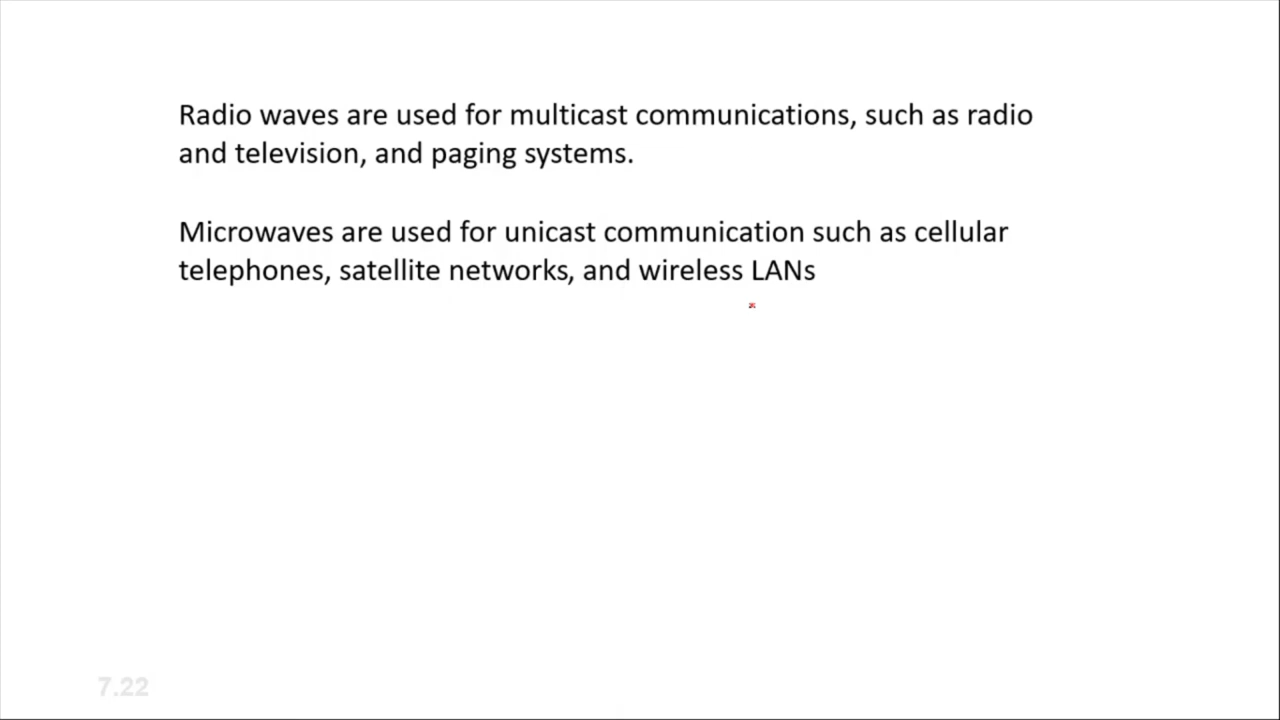 Radio waves are used for multicast communications, such as radio
and television, and paging systems.
Microwaves are used for unicast communication such as cellular
telephones, satellite networks, and wireless LANs
7.22